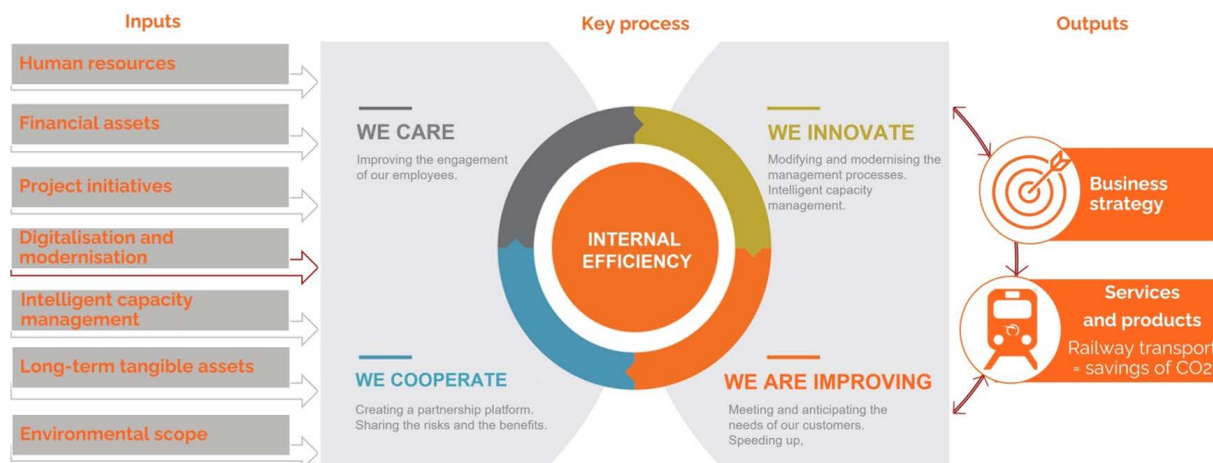 Inputs
Key process
Outputs
Human resources
Financial assets
Project initiatives
Digitalisation and
modernisation
Intelligent capacity
management
Long-term tangible assets
Environmental scope
WE CARE
Improving the engagement
of our employees.
WE INNOVATE
Modifying and modernising the
management processes.
Intelligent capacity
management.
INTERNAL
EFFICIENCY
WE COOPERATE
Creating a partnership platform.
Sharing the risks and the benefits.
WE ARE IMPROVING
Meeting and anticipating the
needs of our customers.
Speeding up,
Business
strategy
Services
and products
Railway transport
= savings of CO2